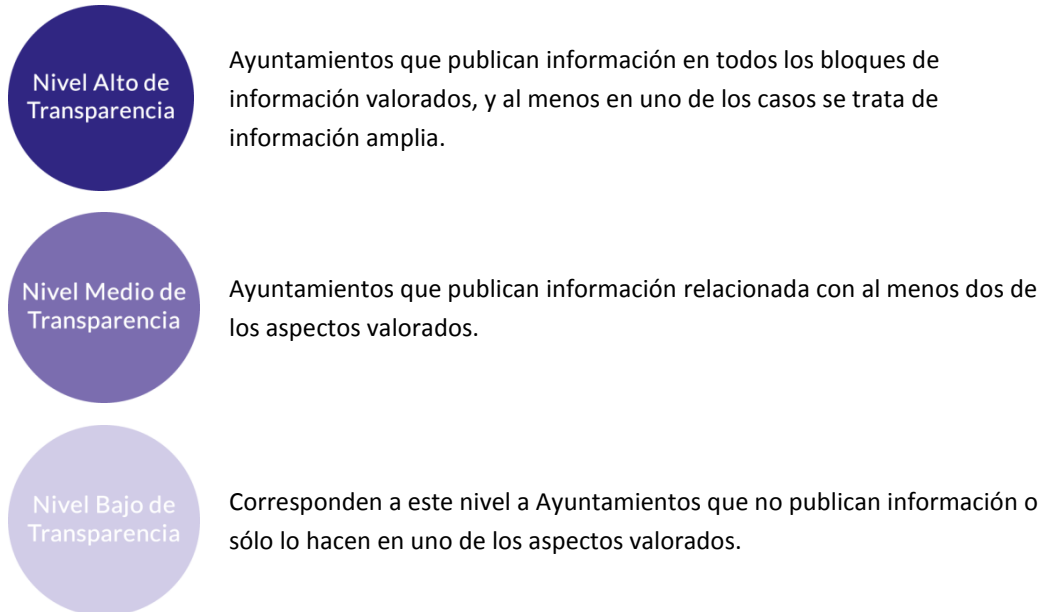 Nivel Alto de
Transparencia
Ayuntamientos que publican información en todos los bloques de
información valorados, y al menos en uno de los casos se trata de
información amplia.
Nivel Medio de
Transparencia
Ayuntamientos que publican información relacionada con al menos dos de
los aspectos valorados.
Nivel Bajo de
Transparencia
Corresponden a este nivel a Ayuntamientos que no publican información o
sólo lo hacen en uno de los aspectos valorados.